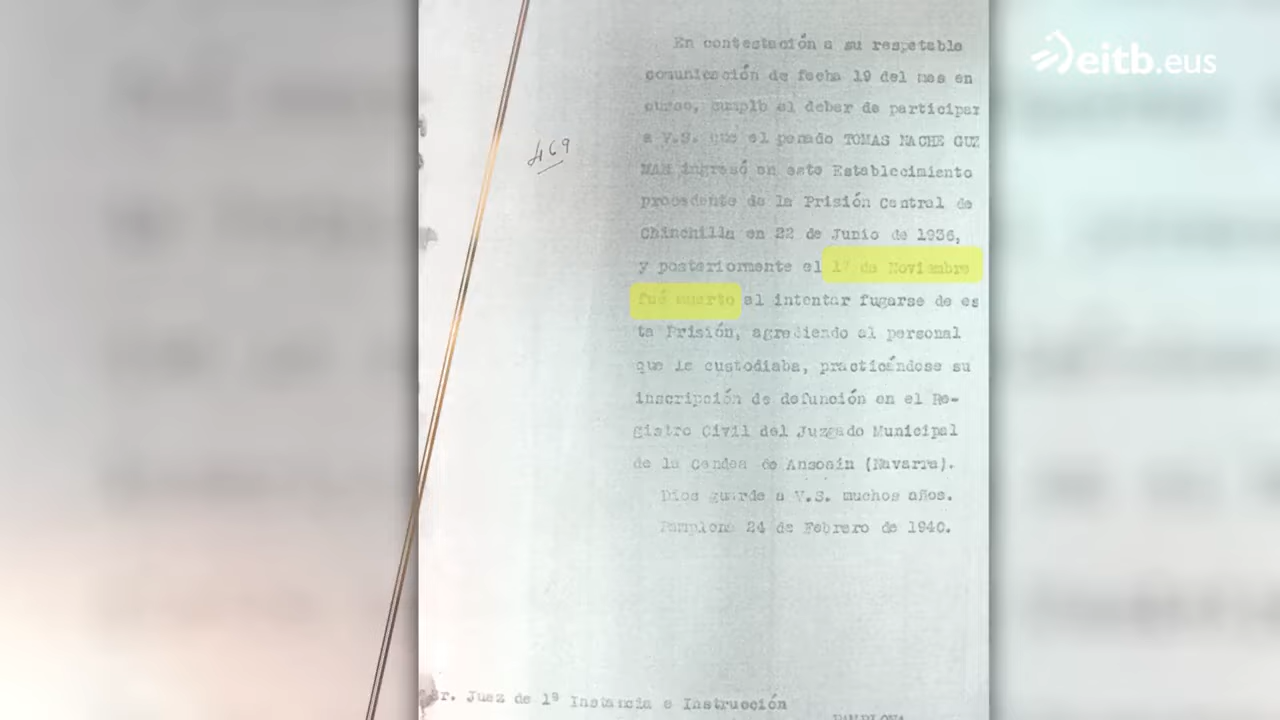 eitb.eus
En contestación a su respetable
comunicación de fecha 19 del mes en
curso, cumplo el deber de participar
a V.S. que el penado TOMAS NACHE GUZ
MAN ingresó en este Establecimiento
procedente de la Prisión Central de
Chinchilla en 22 de Junio de 1936,
y posteriormente el 1º de Noviembre
fué muerto al intentar fugarse de es
ta Prisión, agrediendo al personal
que le custodiaba, practicándose su
inscripción de defunción en el Re-
gistro Civil del Juzgado Municipal
de la Cendea de Ansoain (Navarra).
Dios guarde a V.S. muchos años.
Pamplona 24 de Febrero de 1940.
469
Sr. Juez de 1ª Instancia e Instrucción
PAMPLONA